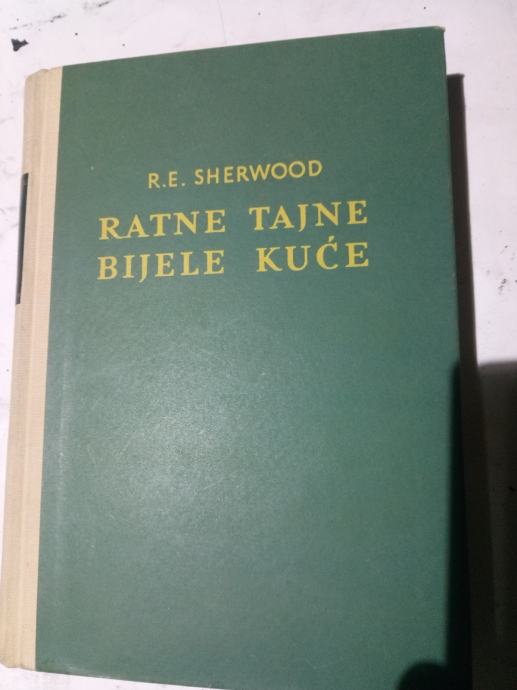 R.E. SHERWOOD
RATNE TAJNE
BIJELE KUĆE